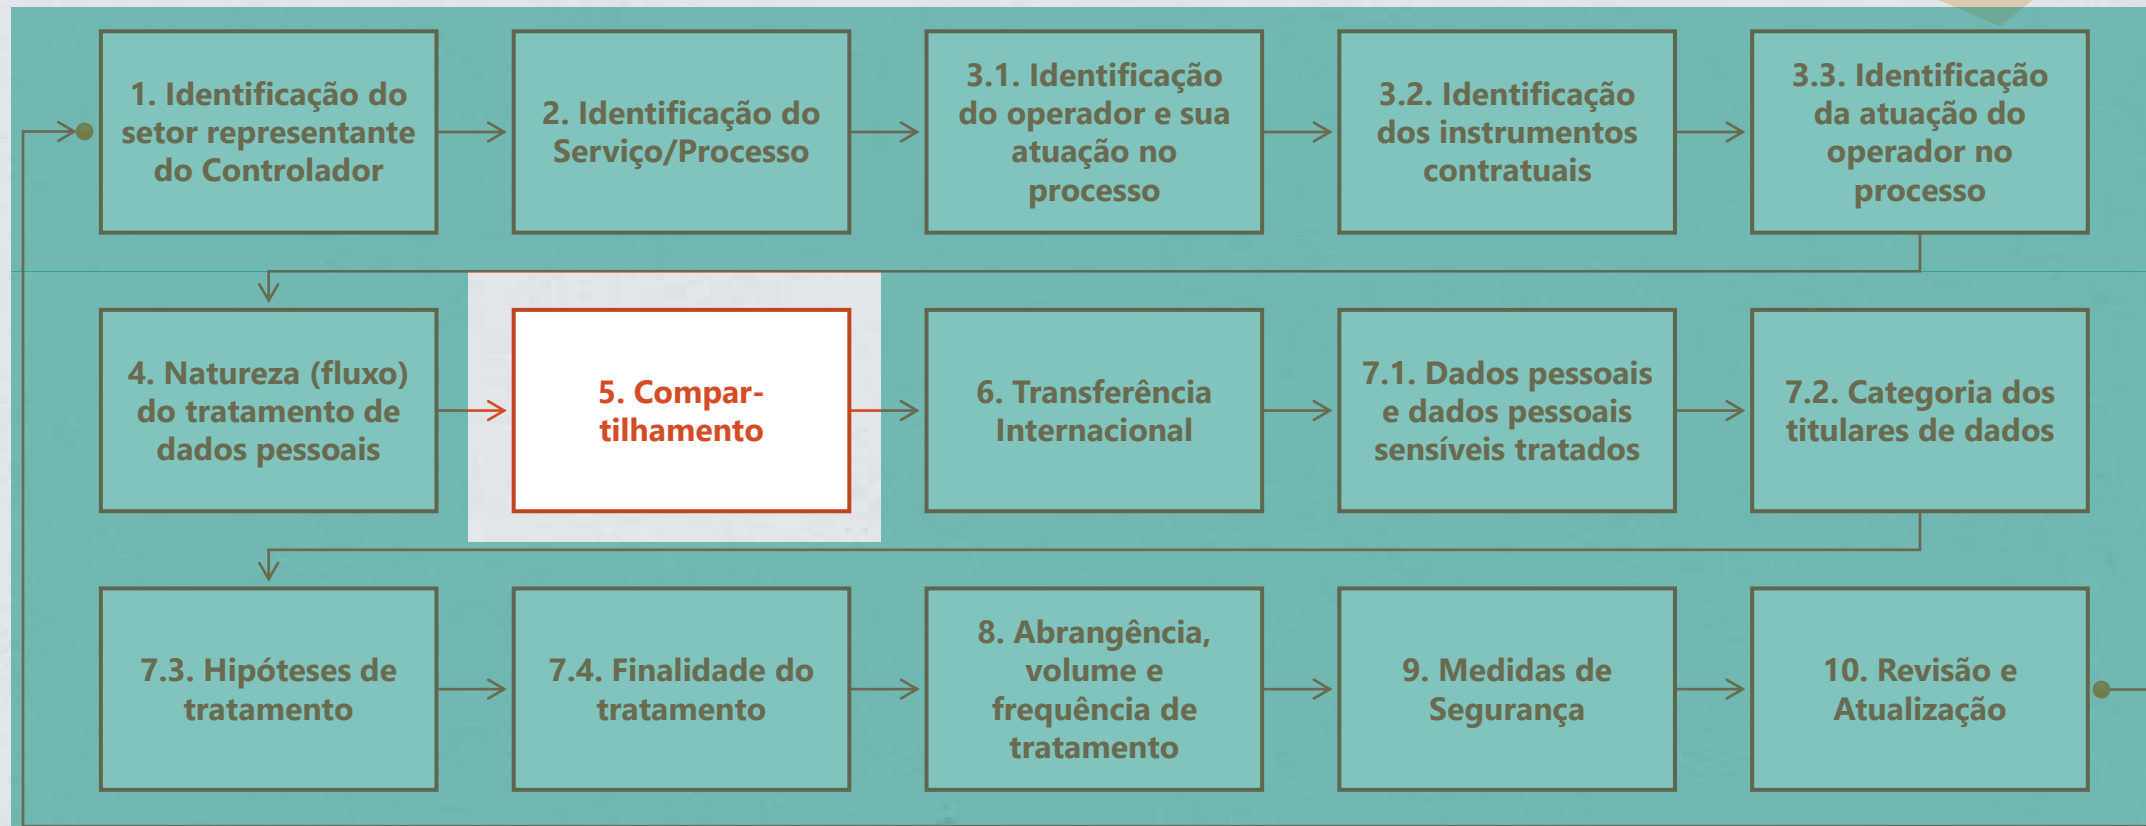 1. Identificação do
setor representante
do Controlador
2. Identificação do
Serviço/Processo
3.1. Identificação
do operador e sua
atuação no
processo
3.2. Identificação
dos instrumentos
contratuais
3.3. Identificação
da atuação do
operador no
processo
4. Natureza (fluxo)
do tratamento de
dados pessoais
5. Compar-
tilhamento
6. Transferência
Internacional
7.1. Dados pessoais
e dados pessoais
sensíveis tratados
7.2. Categoria dos
titulares de dados
7.3. Hipóteses de
tratamento
7.4. Finalidade do
tratamento
8. Abrangência,
volume e
frequência de
tratamento
9. Medidas de
Segurança
10. Revisão e
Atualização